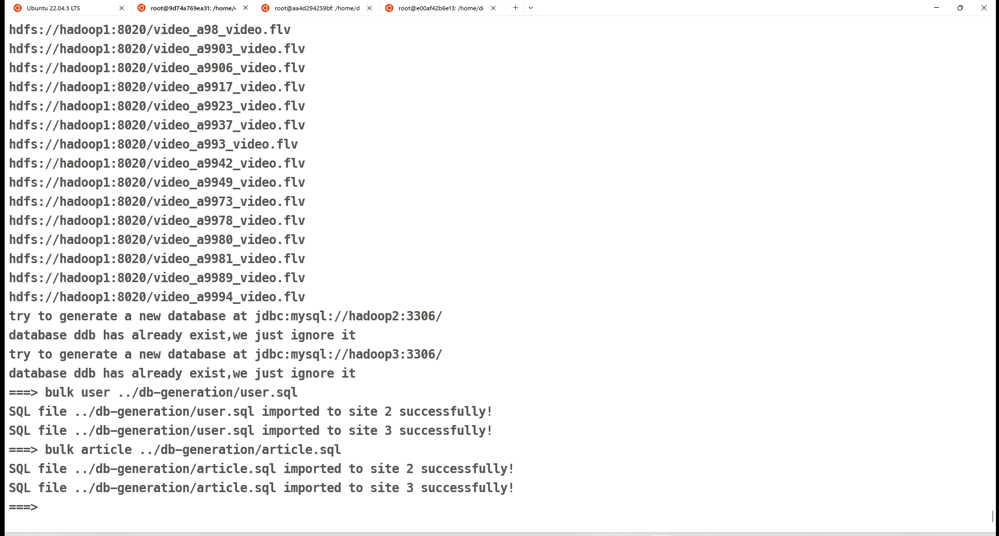 Ubuntu 22.04.3 LTS
root@9d74a769ea31: /home/
root@aa4d294259bf: /home/d
root@e00af42b6e13: /home/d
hdfs://hadoop1:8020/video_a98_video.flv
hdfs://hadoop1:8020/video_a9903_video.flv
hdfs://hadoop1:8020/video_a9906_video.flv
hdfs://hadoop1:8020/video_a9917_video.flv
hdfs://hadoop1:8020/video_a9923_video.flv
hdfs://hadoop1:8020/video_a9937_video.flv
hdfs://hadoop1:8020/video_a993_video.flv
hdfs://hadoop1:8020/video_a9942_video.flv
hdfs://hadoop1:8020/video_a9949_video.flv
hdfs://hadoop1:8020/video_a9973_video.flv
hdfs://hadoop1:8020/video_a9978_video.flv
hdfs://hadoop1:8020/video_a9980_video.flv
hdfs://hadoop1:8020/video_a9981_video.flv
hdfs://hadoop1:8020/video_a9989_video.flv
hdfs://hadoop1:8020/video_a9994_video.flv
try to generate a new database at jdbc:mysql://hadoop2:3306/
database ddb has already exist,we just ignore it
try to generate a new database at jdbc:mysql://hadoop3:3306/
database ddb has already exist,we just ignore it
===> bulk user ../db-generation/user.sql
SQL file ../db-generation/user.sql imported to site 2 successfully!
SQL file ../db-generation/user.sql imported to site 3 successfully!
===> bulk article ../db-generation/article.sql
SQL file ../db-generation/article.sql imported to site 2 successfully!
SQL file ../db-generation/article.sql imported to site 3 successfully!
===>